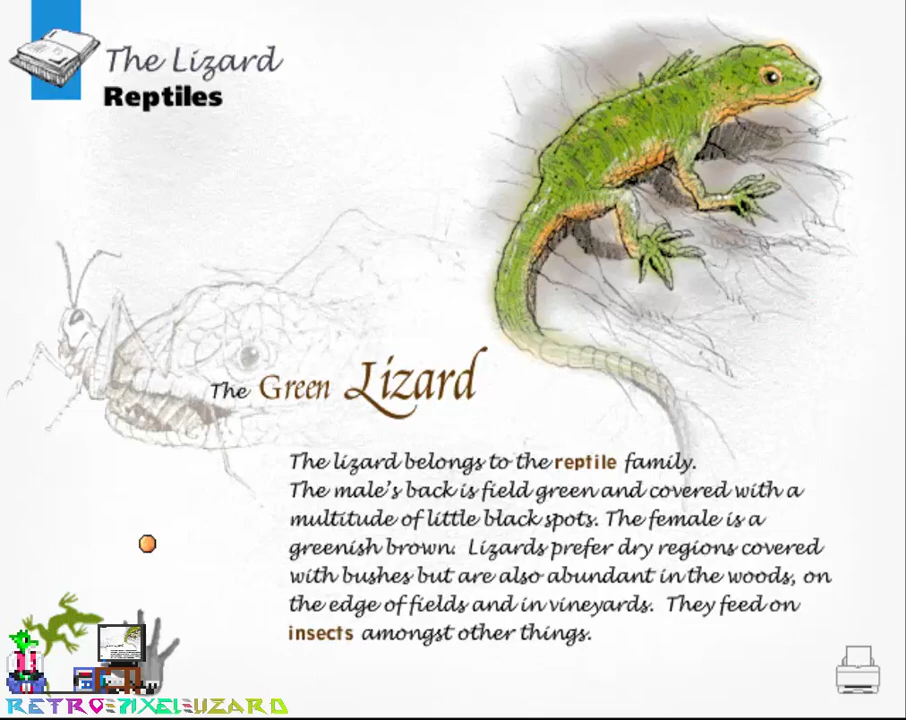 The Lizard
Reptiles
The Green Lizard
The lizard belongs to the reptile family.
The male's back is field green and covered with a
multitude of little black spots. The female is a
greenish brown. Lizards prefer dry regions covered
with bushes but are also abundant in the woods, on
the edge of fields and in vineyards. They feed on
insects amongst other things.
RETRO=PIXEL=LIZARD